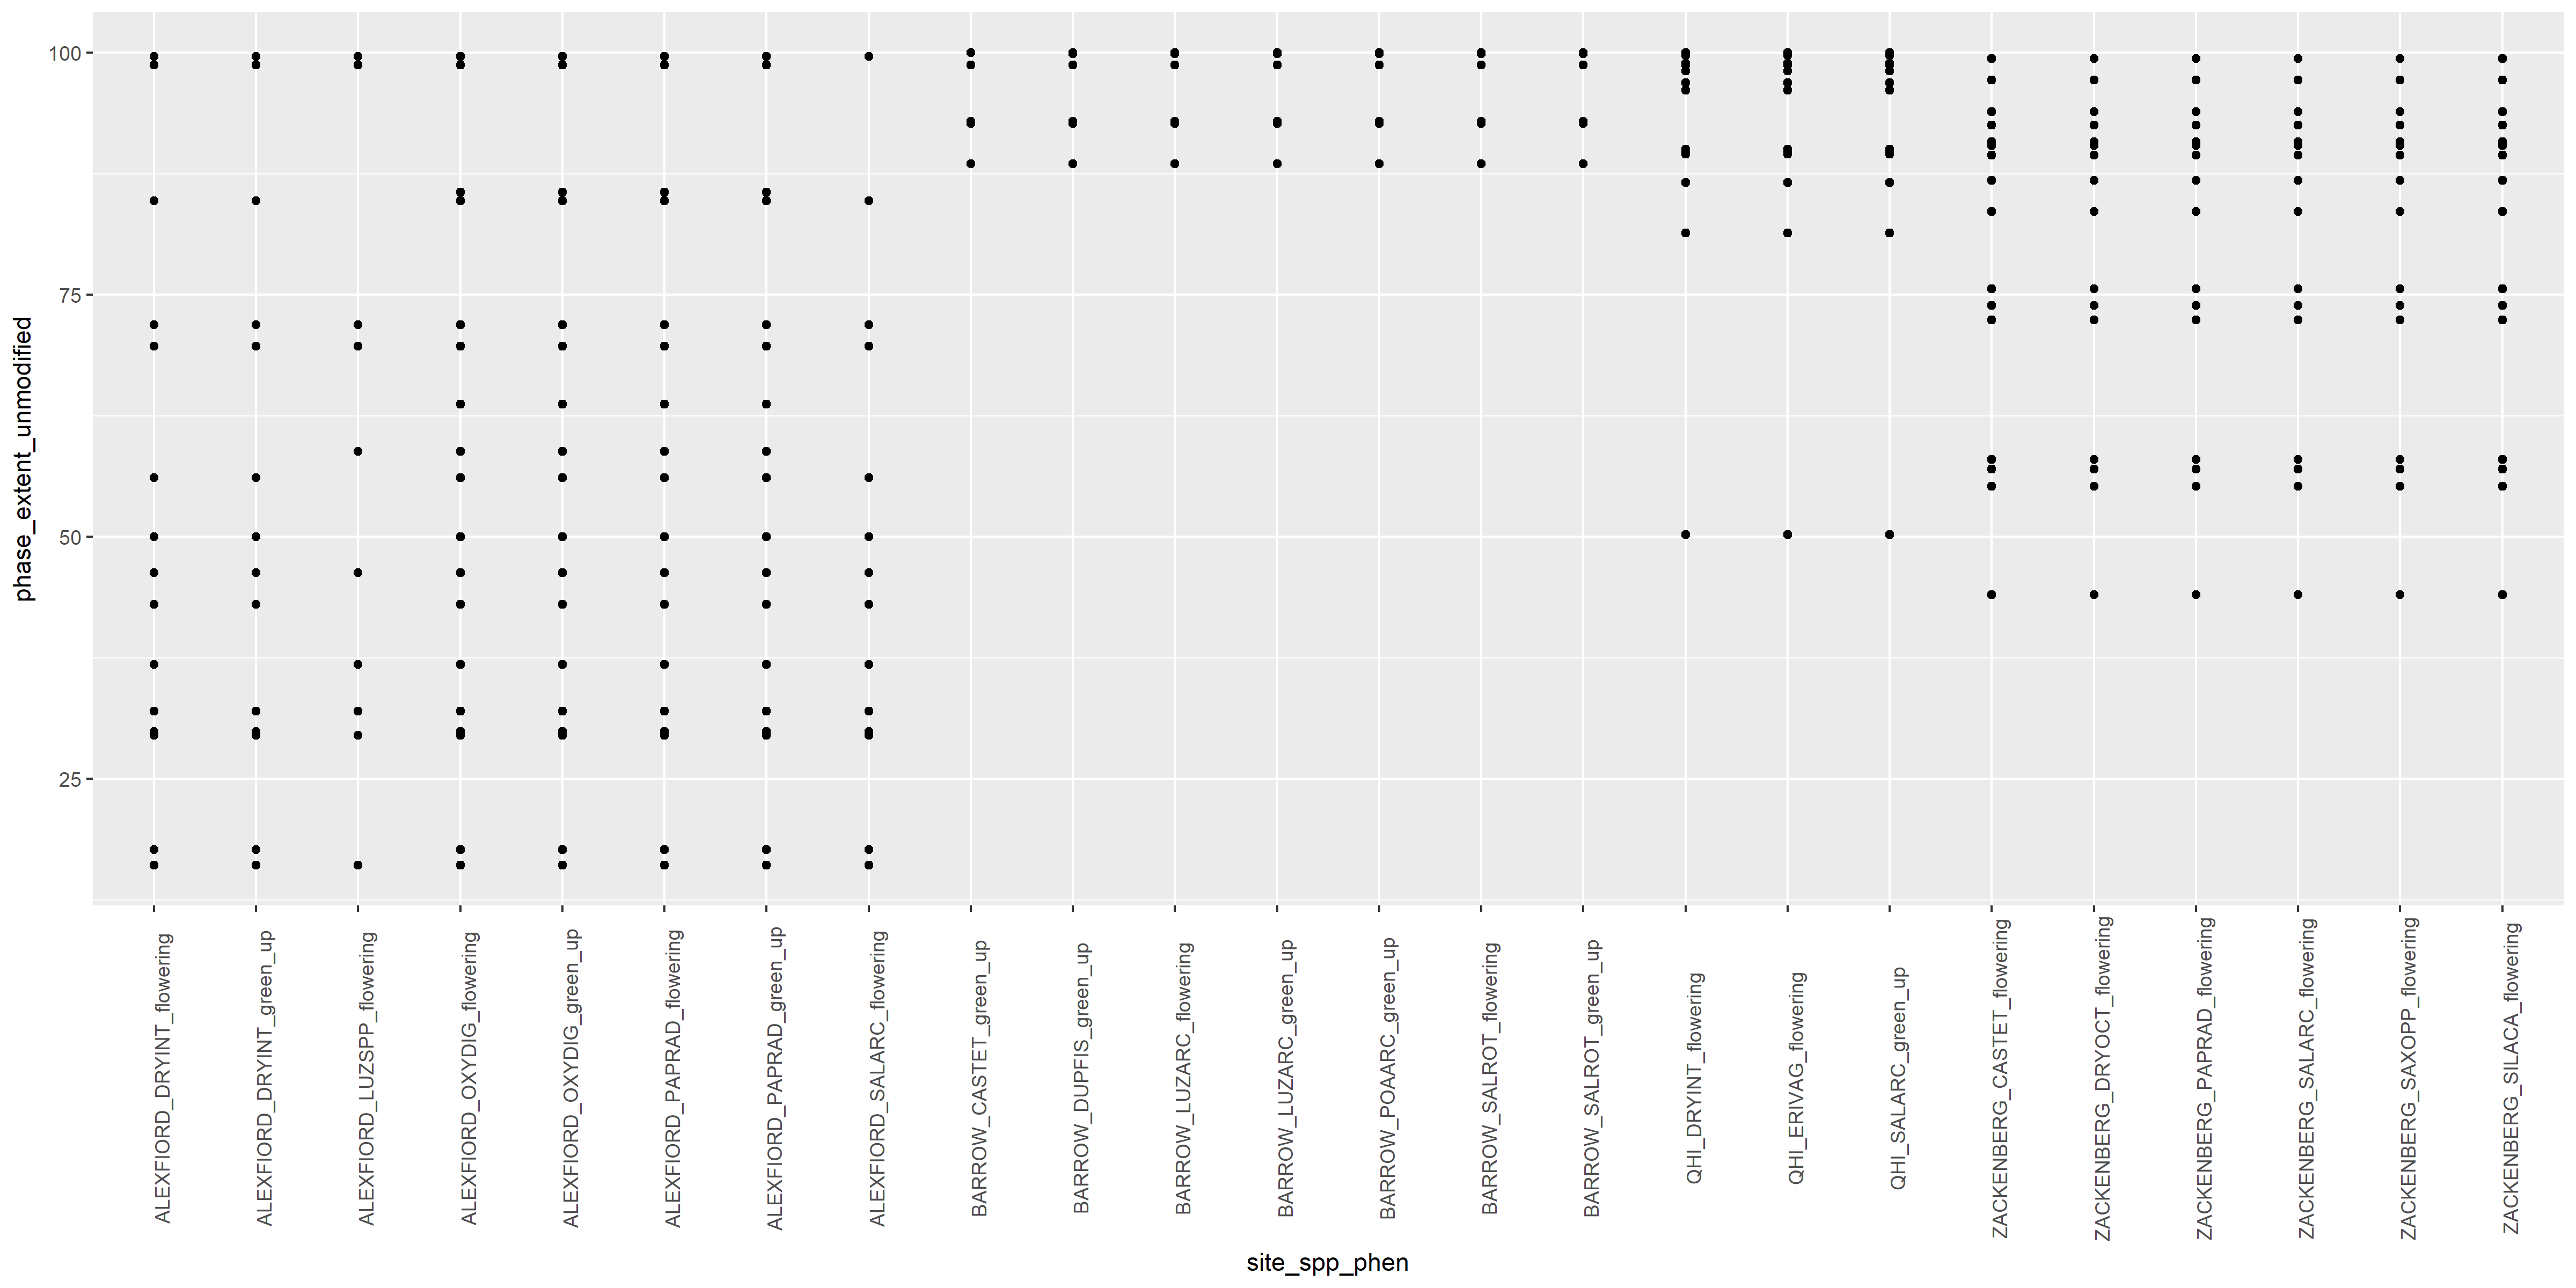 phase_extent_unmodified
100
75
50
25
ALEXFIORD_DRYINT_flowering
ALEXFIORD_DRYINT_green_up
ALEXFIORD_LUZSPP_flowering
ALEXFIORD_OXYDIG_flowering
ALEXFIORD_OXYDIG_green_up
ALEXFIORD_PAPRAD_flowering
ALEXFIORD_PAPRAD_green_up
ALEXFIORD_SALARC_flowering
BARROW_CASTET_green_up
BARROW_DUPFIS_green_up
BARROW_LUZARC_flowering
BARROW_LUZARC_green_up
BARROW_POAARC_green_up
BARROW_SALROT_flowering
BARROW_SALROT_green_up
QHI_DRYINT_flowering
QHI_ERIVAG_flowering
QHI_SALARC_green_up
ZACKENBERG_CASTET_flowering
ZACKENBERG_DRYOCT_flowering
ZACKENBERG_PAPRAD_flowering
ZACKENBERG_SALARC_flowering
ZACKENBERG_SAXOPP_flowering
ZACKENBERG_SILACA_flowering
site_spp_phen